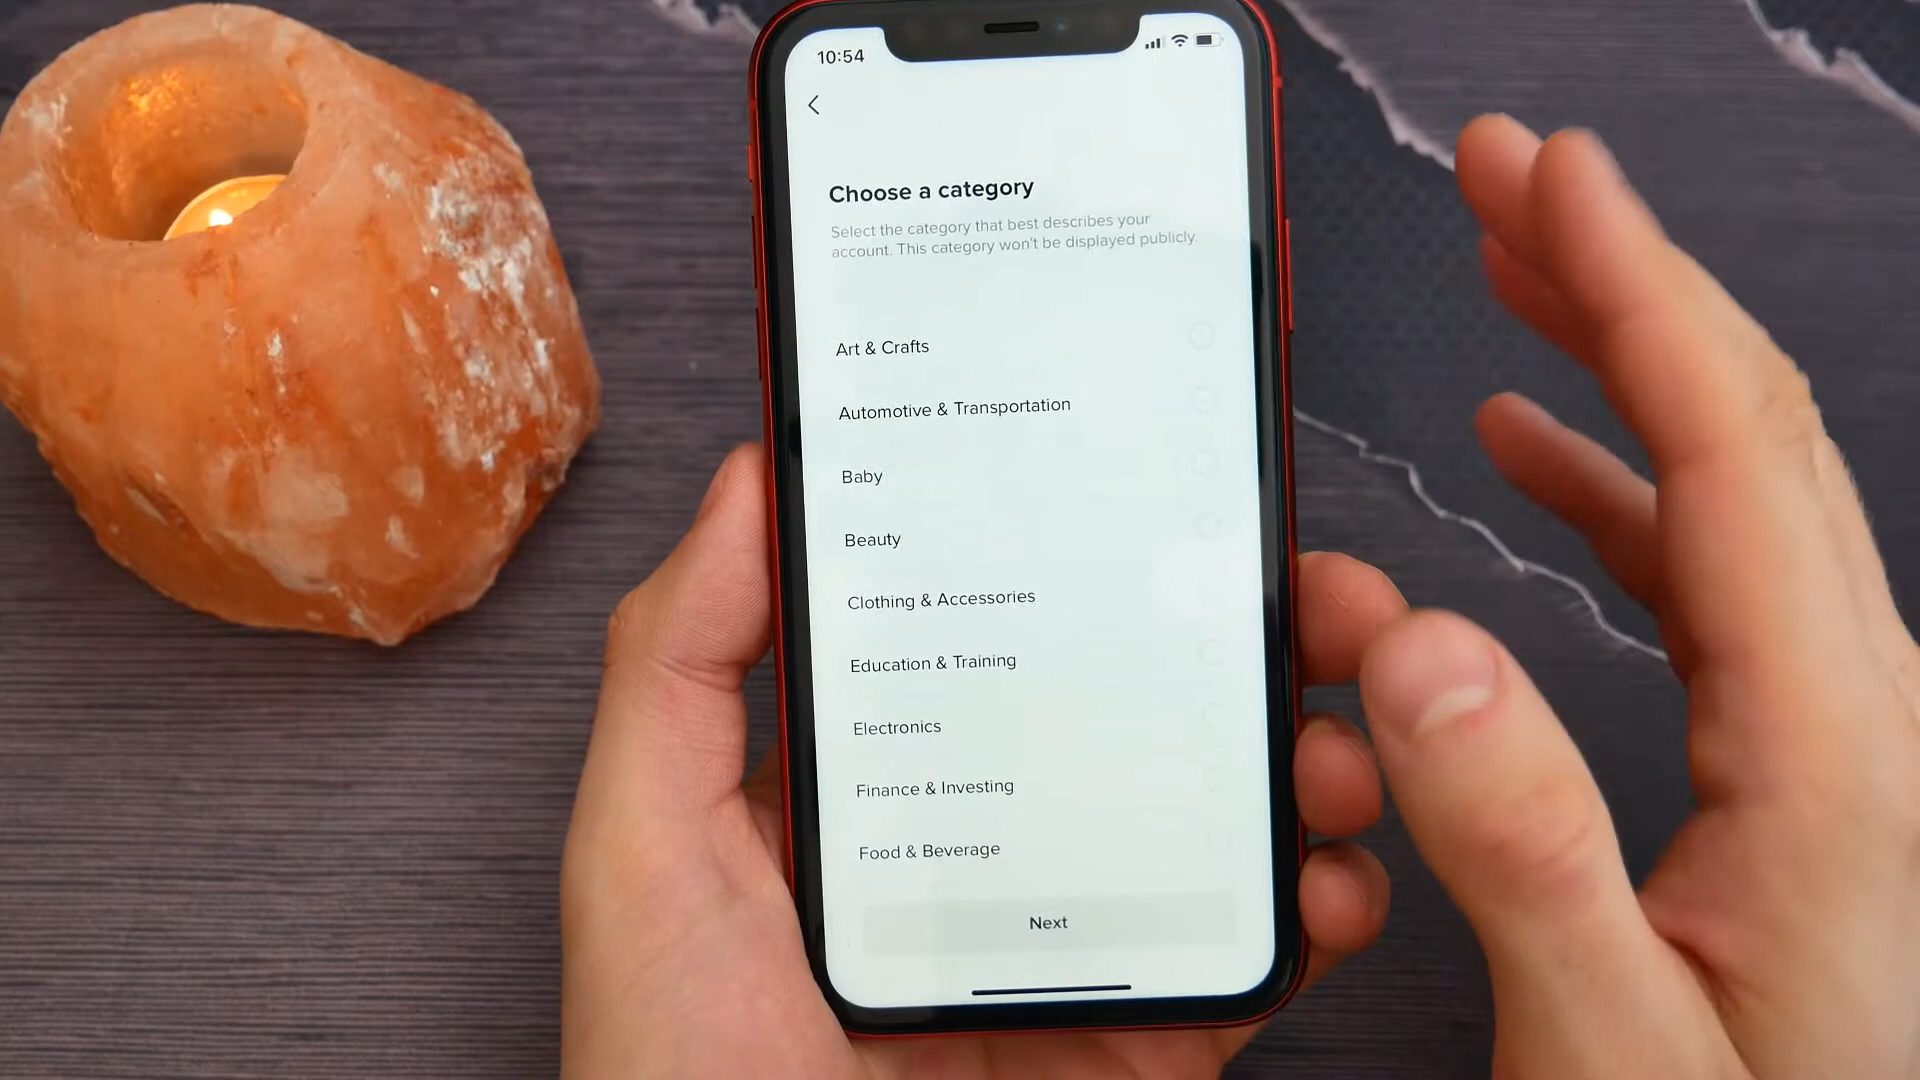 10:54
Choose a category
Select the category that best describes your
account. This category won't be displayed publicly.
Art & Crafts
Automotive & Transportation
Baby
Beauty
Clothing & Accessories
Education & Training
Electronics
Finance & Investing
Food & Beverage
Next